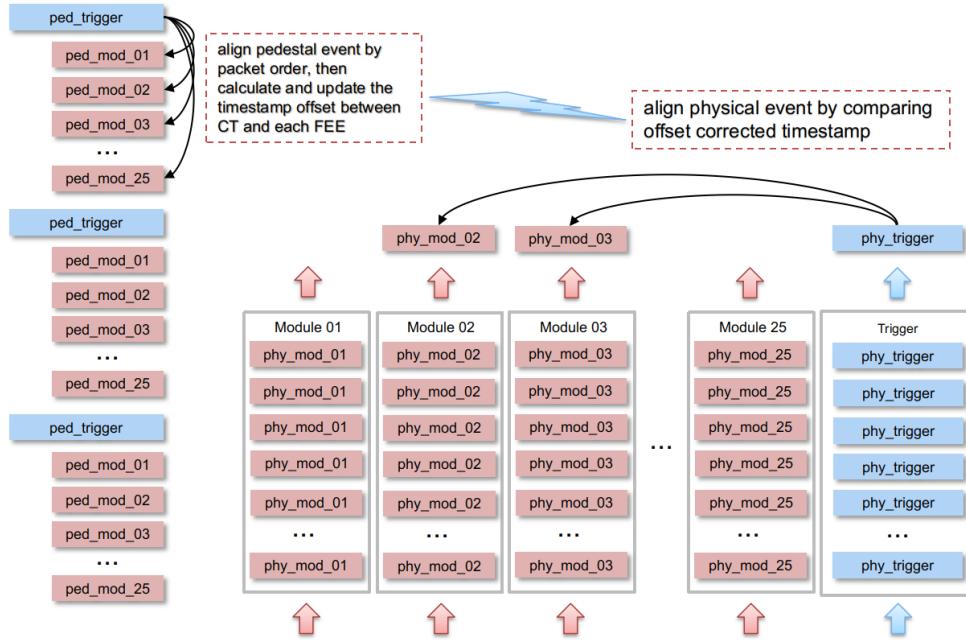 ped_trigger
ped_mod_01
ped_mod_02
ped_mod_03
...
ped_mod_25
ped_trigger
ped_mod_01
ped_mod_02
ped_mod_03
...
ped_mod_25
ped_trigger
ped_mod_01
ped_mod_02
ped_mod_03
...
ped_mod_25
align pedestal event by
packet order, then
calculate and update the
timestamp offset between
CT and each FEE
align physical event by comparing
offset corrected timestamp
phy_mod_02
phy_mod_03
phy_trigger
Module 01
phy_mod_01
phy_mod_01
phy_mod_01
phy_mod_01
phy_mod_01
...
phy_mod_01
Module 02
phy_mod_02
phy_mod_02
phy_mod_02
phy_mod_02
phy_mod_02
...
phy_mod_02
Module 03
phy_mod_03
phy_mod_03
phy_mod_03
phy_mod_03
phy_mod_03
...
phy_mod_03
...
Module 25
phy_mod_25
phy_mod_25
phy_mod_25
phy_mod_25
phy_mod_25
...
phy_mod_25
Trigger
phy_trigger
phy_trigger
phy_trigger
phy_trigger
phy_trigger
...
phy_trigger